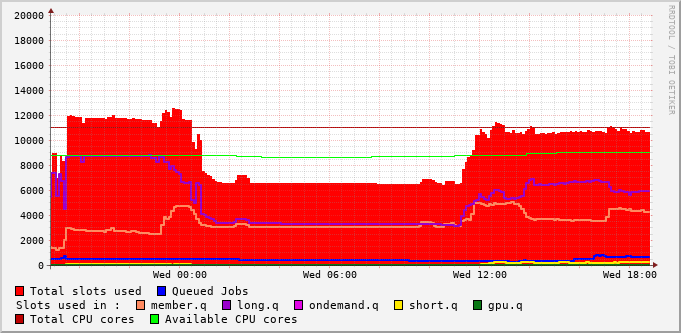 20000
18000
16000
14000
12000
10000
8000
6000
4000
2000
0
Wed 00:00 Wed 06:00 Wed 12:00 Wed 18:00
RRDTOOL / TOBI OETIKER
Total slots used Queued Jobs
Slots used in : member.q long.q ondemand.q short.q gpu.q
Total CPU cores Available CPU cores